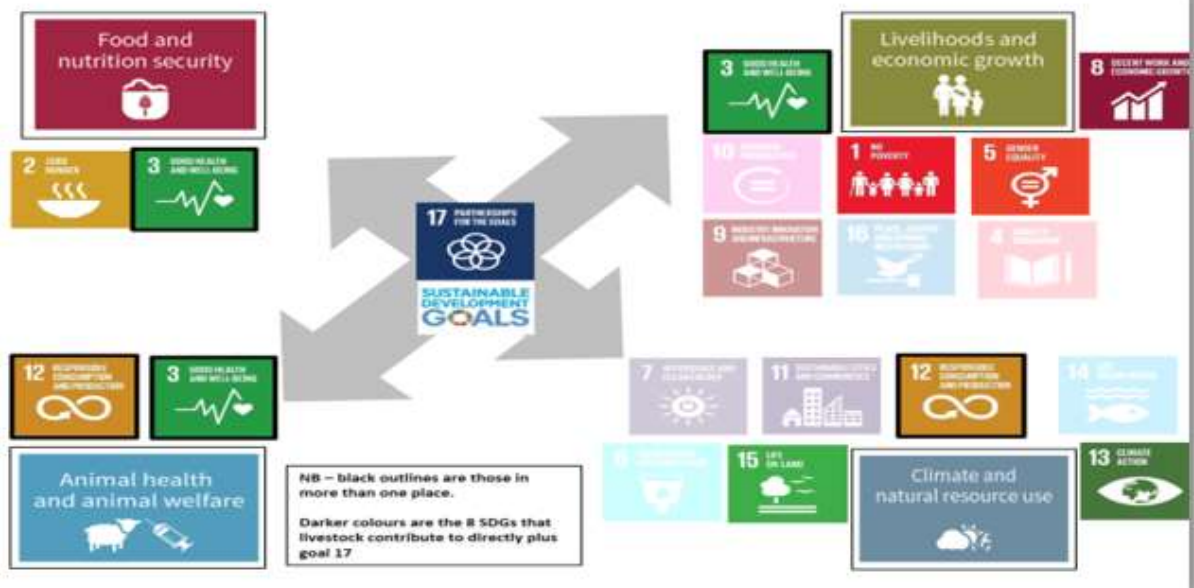 Food and
nutrition security
2 ZERO
HUNGER
3 GOOD HEALTH
AND WELL-BEING
3 GOOD HEALTH
AND WELL-BEING
Livelihoods and
economic growth
8 DECENT WORK AND
ECONOMIC GROWTH
10
1 NO
POVERTY
5 GENDER
EQUALITY
9 INDUSTRY, INNOVATION
AND INFRASTRUCTURE
16
4
17 PARTNERSHIPS
FOR THE GOALS
SUSTAINABLE
DEVELOPMENT
GOALS
12 RESPONSIBLE
CONSUMPTION
AND PRODUCTION
3 GOOD HEALTH
AND WELL-BEING
Animal health
and animal welfare
NB – black outlines are those in
more than one place.
Darker colours are the 8 SDGs that
livestock contribute to directly plus
goal 17
7 AFFORDABLE AND
CLEAN ENERGY
11 SUSTAINABLE CITIES
AND COMMUNITIES
12 RESPONSIBLE
CONSUMPTION
AND PRODUCTION
14
6
15 LIFE
ON LAND
Climate and
natural resource use
13 CLIMATE
ACTION